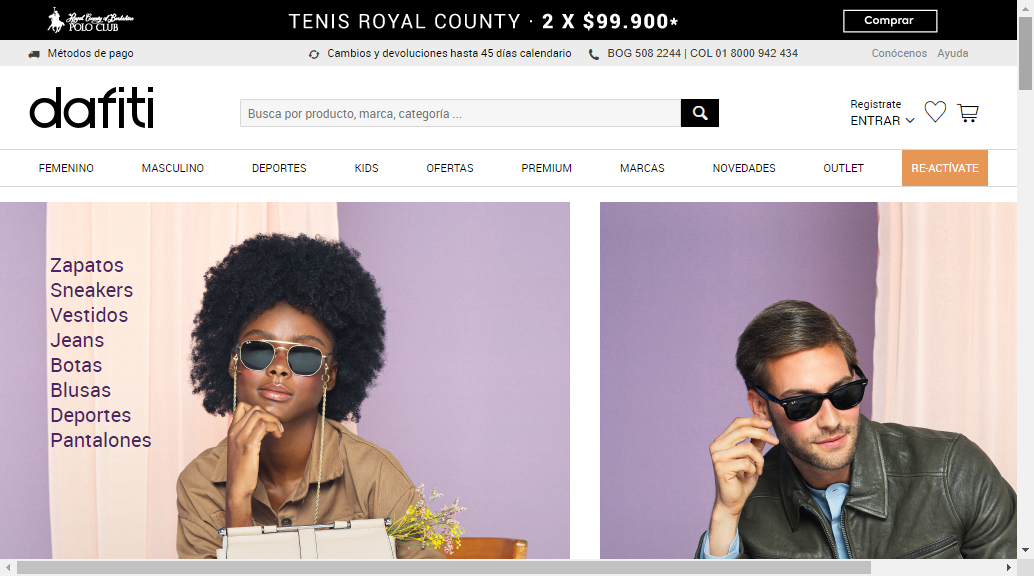 Royal County of Berkshire
POLO CLUB
TENIS ROYAL COUNTY · 2 X $99.900*
Comprar
Métodos de pago
Cambios y devoluciones hasta 45 días calendario
BOG 508 2244 | COL 01 8000 942 434
Conócenos
Ayuda
dafiti
Busca por producto, marca, categoría ...
Registrate
ENTRAR
FEMENINO
MASCULINO
DEPORTES
KIDS
OFERTAS
PREMIUM
MARCAS
NOVEDADES
OUTLET
RE-ACTÍVATE
Zapatos
Sneakers
Vestidos
Jeans
Botas
Blusas
Deportes
Pantalones